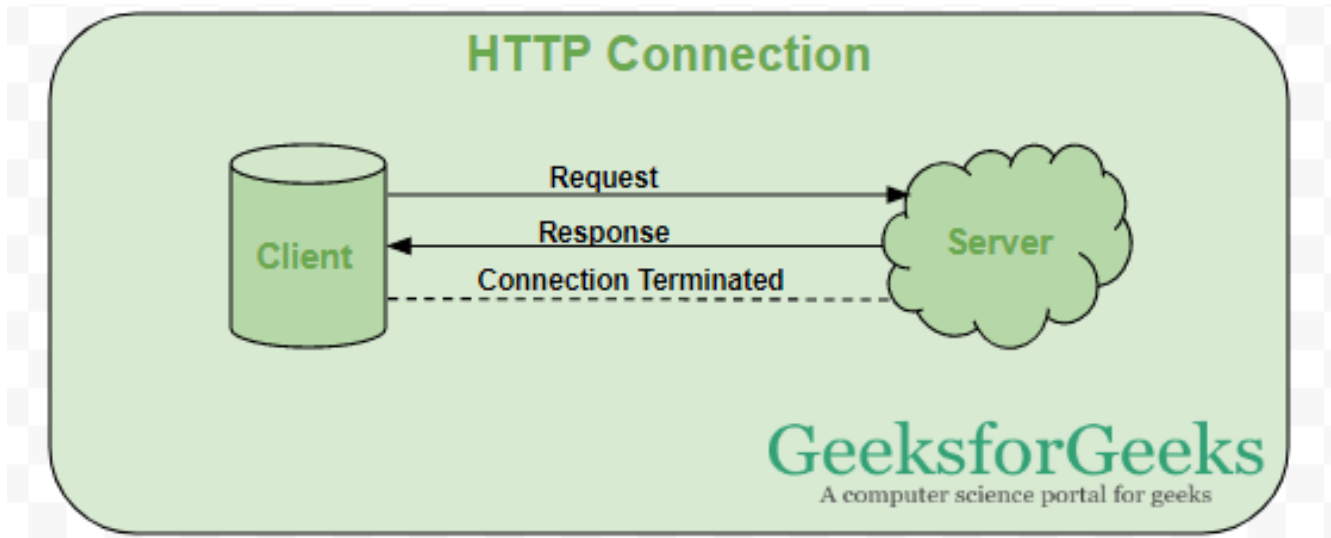 HTTP Connection
Request
Client
Response
Server
Connection Terminated
GeeksforGeeks
A computer science portal for geeks